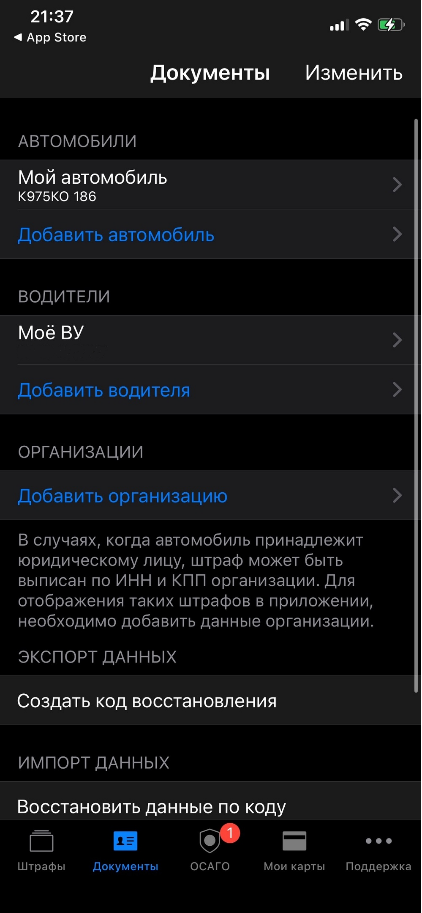 21:37
◀ App Store
Документы
Изменить
АВТОМОБИЛИ
Мой автомобиль
К975КО 186
Добавить автомобиль
ВОДИТЕЛИ
Моё ВУ
Добавить водителя
ОРГАНИЗАЦИИ
Добавить организацию
В случаях, когда автомобиль принадлежит
юридическому лицу, штраф может быть
выписан по ИНН и КПП организации. Для
отображения таких штрафов в приложении,
необходимо добавить данные организации.
ЭКСПОРТ ДАННЫХ
Создать код восстановления
ИМПОРТ ДАННЫХ
Восстановить данные по коду
1
Штрафы
Документы
ОСАГО
Мои карты
Поддержка